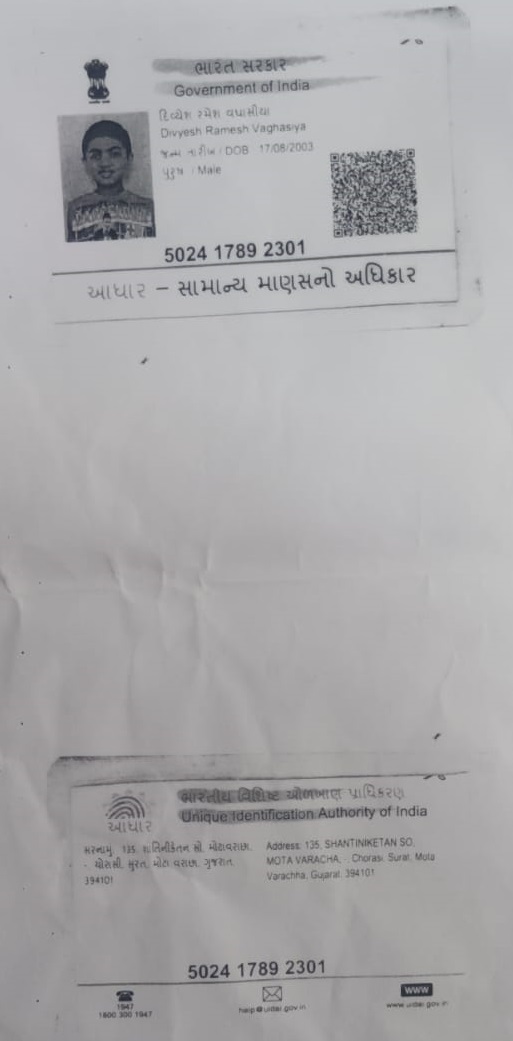 ભારત સરકાર
Government of India
દિવ્યેશ રમેશ વઘાસીયા
Divyesh Ramesh Vaghasiya
જન્મ તારીખ / DOB : 17/08/2003
પુરુષ / Male
5024 1789 2301
આધાર – સામાન્ય માણસનો અધિકાર
ભારતીય વિશિષ્ટ ઓળખાણ પ્રાધિકરણ
Unique Identification Authority of India
આધાર
સરનામું: 135, શાંતિનીકેતન સો, મોટાવરાછા,
- ચોરાસી, સુરત, મોટા વરાછા, ગુજરાત,
394101
Address: 135, SHANTINIKETAN SO,
MOTA VARACHA, - Chorasi, Surat, Mota
Varachha, Gujarat, 394101
5024 1789 2301
1947
1800 300 1947
help@uidai.gov.in
WWW
www.uidai.gov.in